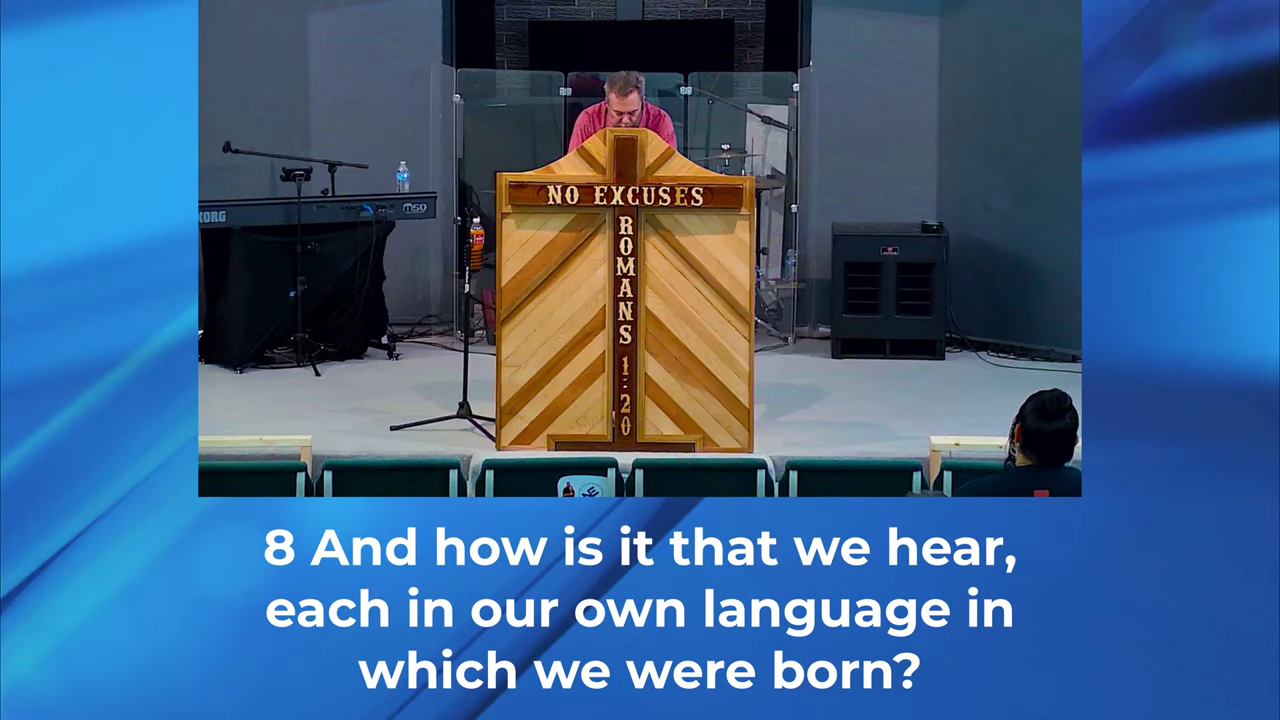 KORG
M50
NO EXCUSES
ROMANS 1:20
8 And how is it that we hear,
each in our own language in
which we were born?